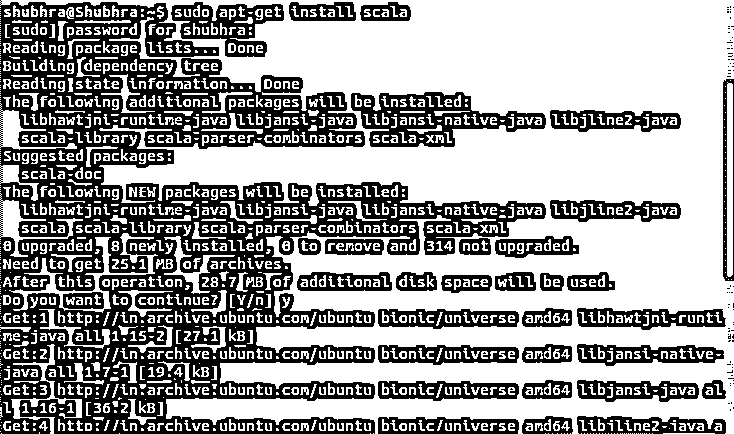 shubhra@Shubhra:~$ sudo apt-get install scala
[sudo] password for shubhra:
Reading package lists... Done
Building dependency tree
Reading state information... Done
The following additional packages will be installed:
  libhawtjni-runtime-java libjansi-java libjansi-native-java libjline2-java
  scala-library scala-parser-combinators scala-xml
Suggested packages:
  scala-doc
The following NEW packages will be installed:
  libhawtjni-runtime-java libjansi-java libjansi-native-java libjline2-java
  scala scala-library scala-parser-combinators scala-xml
0 upgraded, 8 newly installed, 0 to remove and 314 not upgraded.
Need to get 25.1 MB of archives.
After this operation, 28.7 MB of additional disk space will be used.
Do you want to continue? [Y/n] y
Get:1 http://in.archive.ubuntu.com/ubuntu bionic/universe amd64 libhawtjni-runti
me-java all 1.15-2 [27.1 kB]
Get:2 http://in.archive.ubuntu.com/ubuntu bionic/universe amd64 libjansi-native-
java all 1.7-1 [19.4 kB]
Get:3 http://in.archive.ubuntu.com/ubuntu bionic/universe amd64 libjansi-java al
l 1.16-1 [36.2 kB]
Get:4 http://in.archive.ubuntu.com/ubuntu bionic/universe amd64 libjline2-java a